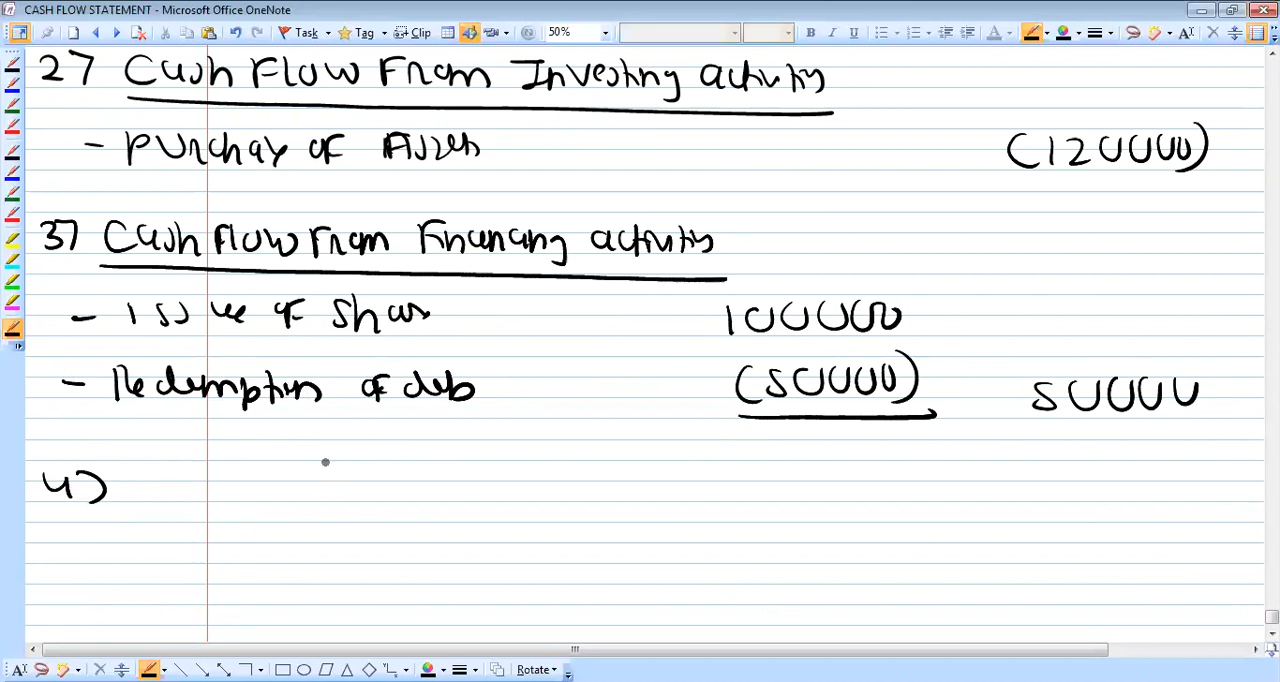 CASH FLOW STATEMENT - Microsoft Office OneNote
Task Tag Clip 50% B I U
2) Cash Flow From Investing activity
- Purchase of Assets (120000)
3) Cash Flow From Financing activity
- Issue of Share 100000
- Redemption of deb (50000) 50000
4)
Rotate